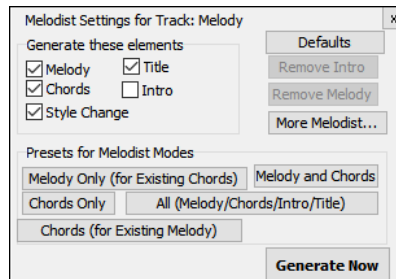 Melodist Settings for Track: Melody
x
Generate these elements
Melody
Title
Chords
Intro
Style Change
Defaults
Remove Intro
Remove Melody
More Melodist...
Presets for Melodist Modes
Melody Only (for Existing Chords)
Melody and Chords
Chords Only
All (Melody/Chords/Intro/Title)
Chords (for Existing Melody)
Generate Now